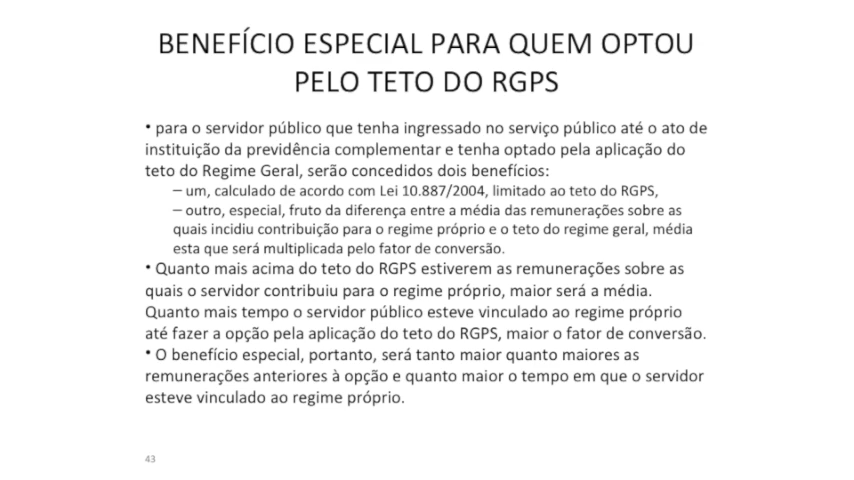 BENEFÍCIO ESPECIAL PARA QUEM OPTOU
PELO TETO DO RGPS
• para o servidor público que tenha ingressado no serviço público até o ato de
instituição da previdência complementar e tenha optado pela aplicação do
teto do Regime Geral, serão concedidos dois benefícios:
– um, calculado de acordo com Lei 10.887/2004, limitado ao teto do RGPS,
– outro, especial, fruto da diferença entre a média das remunerações sobre as
quais incidiu contribuição para o regime próprio e o teto do regime geral, média
esta que será multiplicada pelo fator de conversão.
• Quanto mais acima do teto do RGPS estiverem as remunerações sobre as
quais o servidor contribuiu para o regime próprio, maior será a média.
Quanto mais tempo o servidor público esteve vinculado ao regime próprio
até fazer a opção pela aplicação do teto do RGPS, maior o fator de conversão.
• O benefício especial, portanto, será tanto maior quanto maiores as
remunerações anteriores à opção e quanto maior o tempo em que o servidor
esteve vinculado ao regime próprio.
43